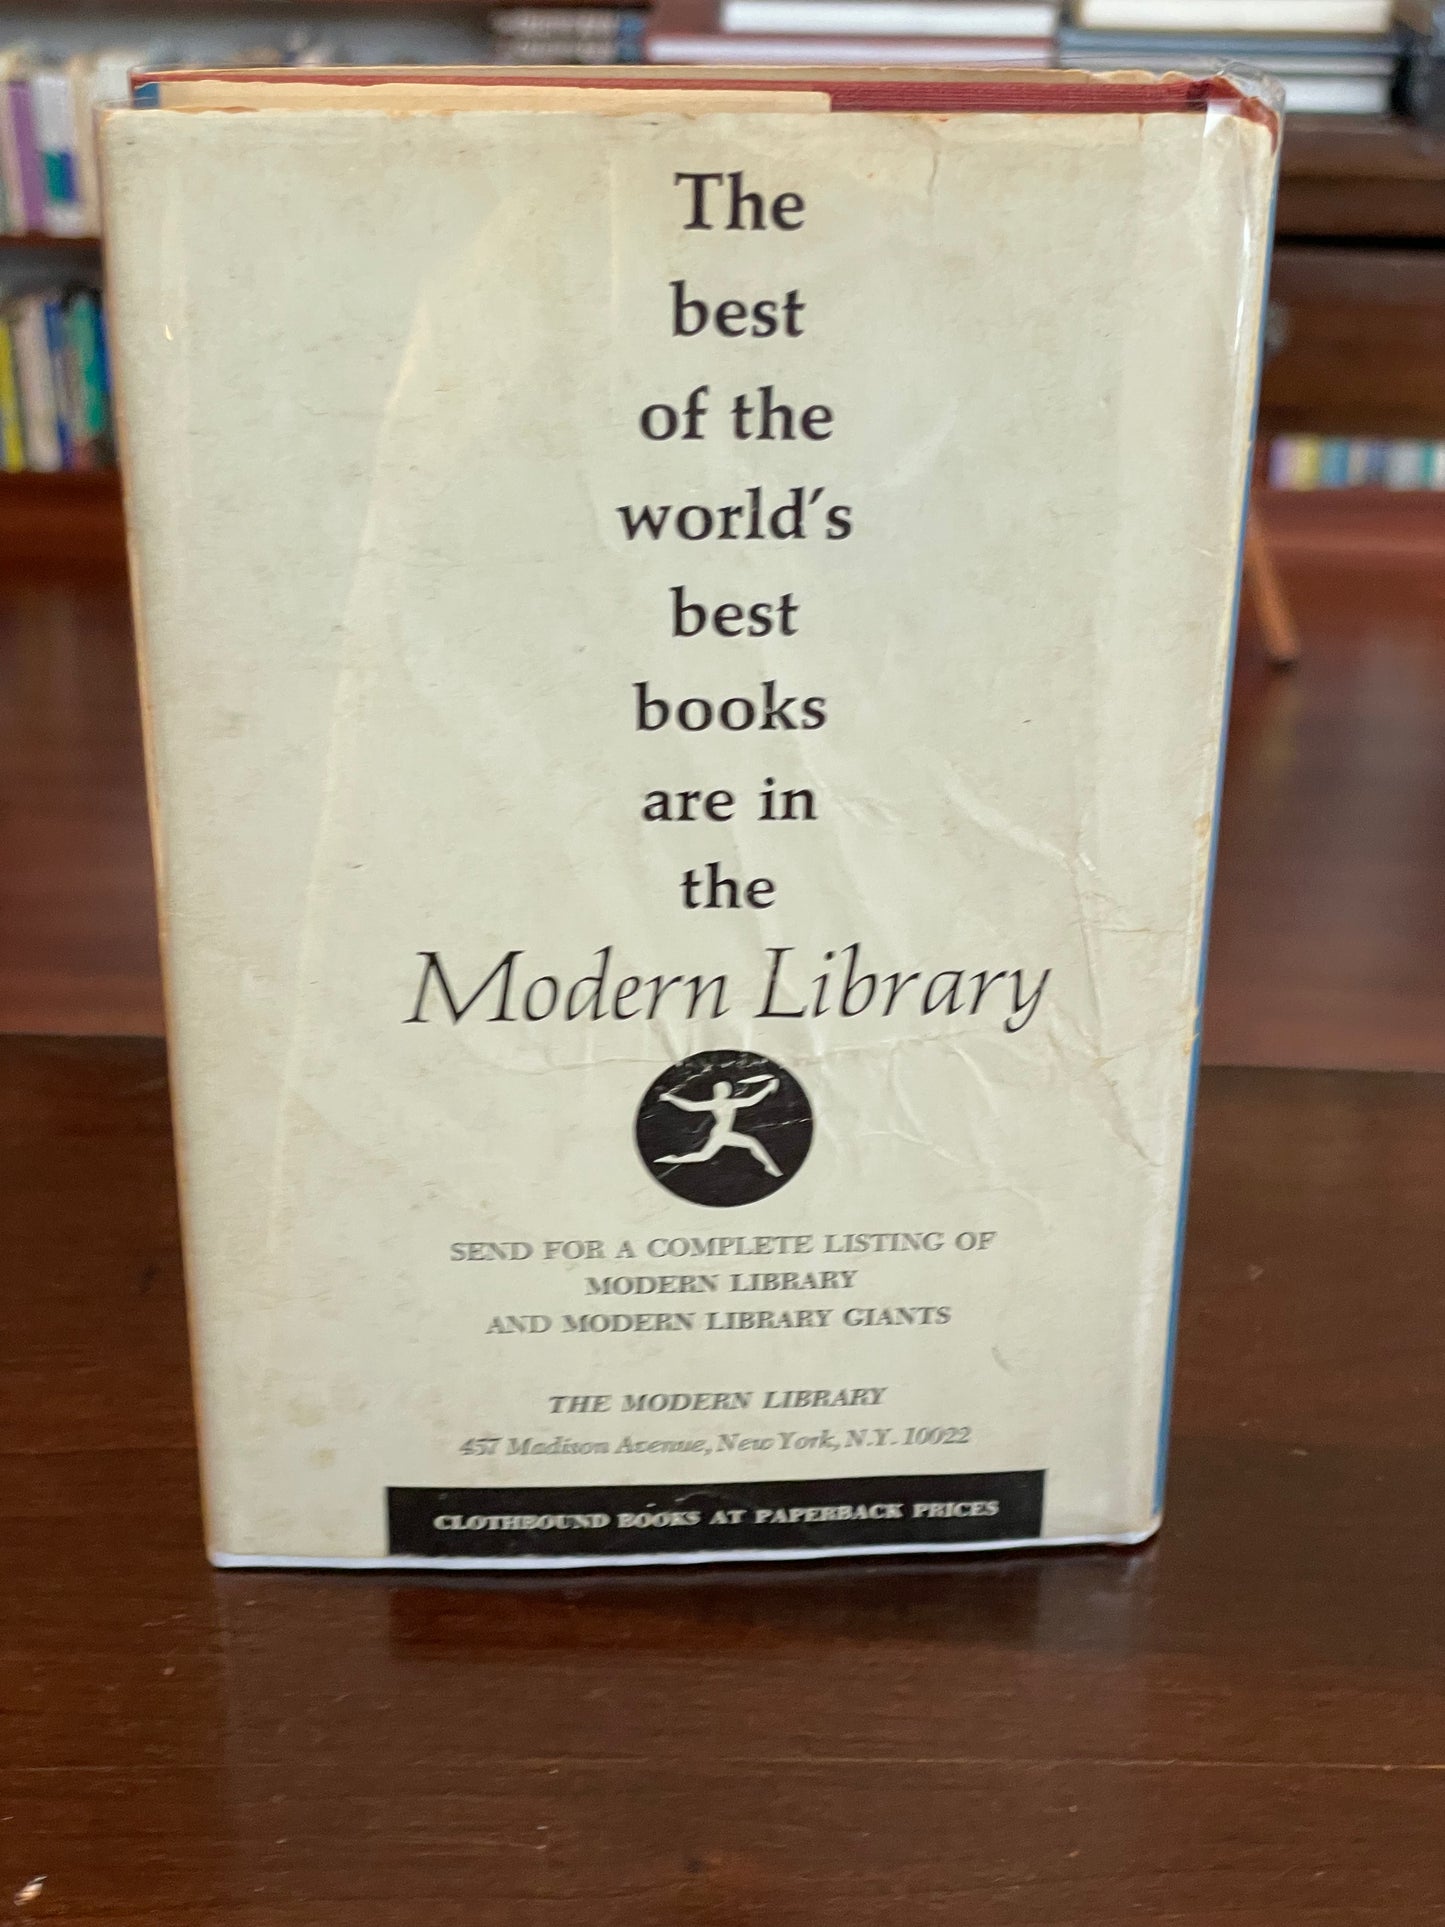 The
best
of the
world's
best
books
are in
the
Modern Library
SEND FOR A COMPLETE LISTING OF
MODERN LIBRARY
AND MODERN LIBRARY GIANTS
THE MODERN LIBRARY
457 Madison Avenue, New York, N.Y. 10022
CLOTHBOUND BOOKS AT PAPERBACK PRICES